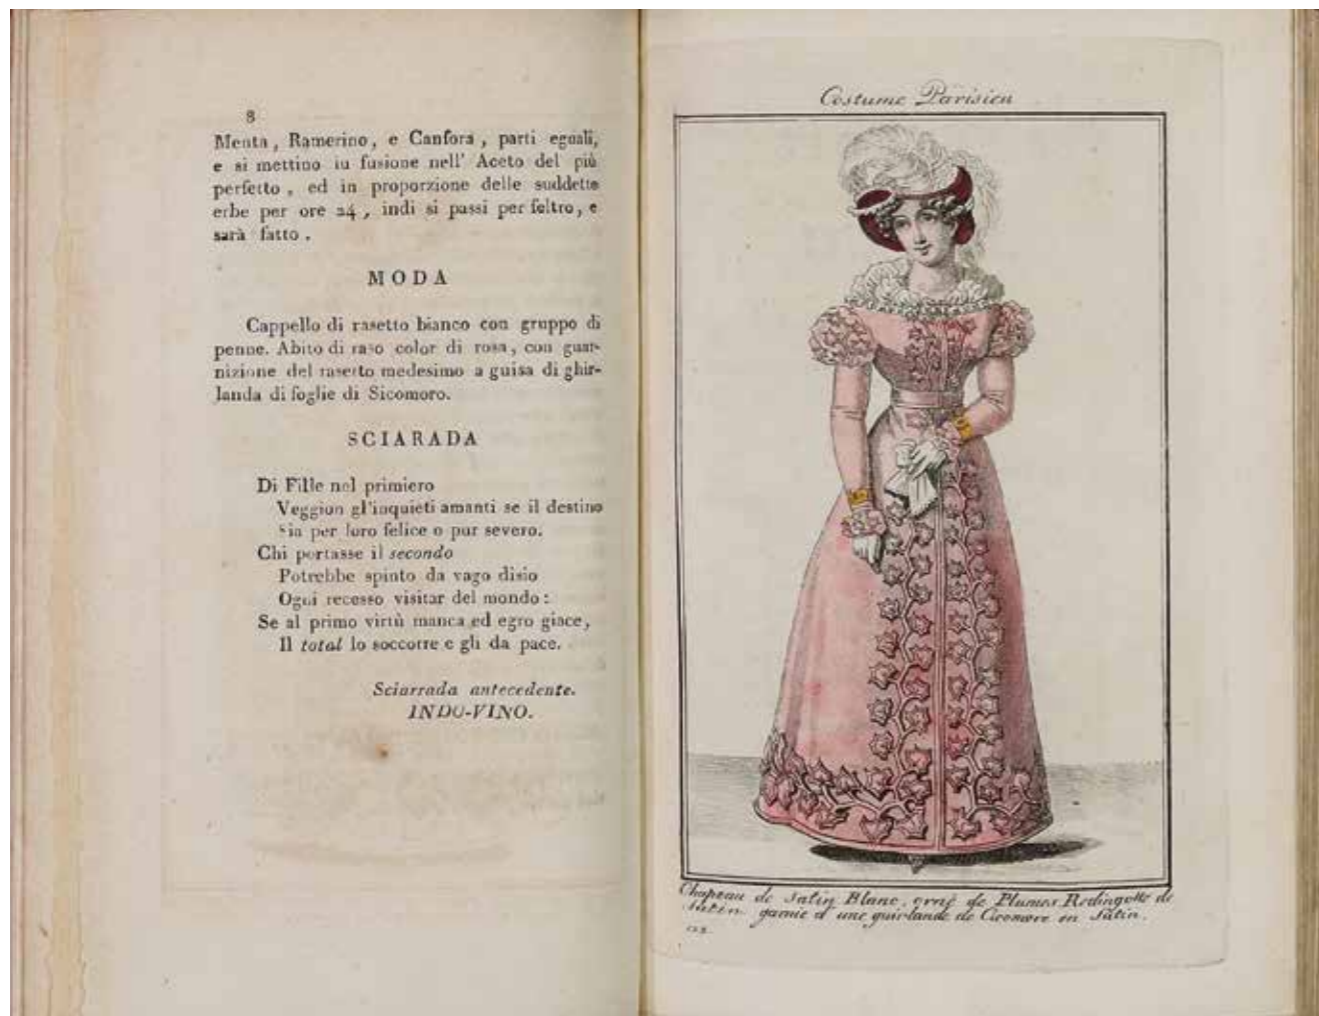 8
Menta, Ramerino, e Canfora, parti eguali,
e si mettino in fusione nell' Aceto del più
perfetto, ed in proporzione delle suddette
erbe per ore 24, indi si passi per feltro, e
sarà fatto.
MODA
Cappello di rasetto bianco con gruppo di
penne. Abito di raso color di rosa, con guar-
nizione del rasetto medesimo a guisa di ghir-
landa di foglie di Sicomoro.
SCIARADA
Di Fille nel primiero
Veggion gl'inquieti amanti se il destino
Sia per loro felice o pur severo.
Chi portasse il secondo
Potrebbe spinto da vago disio
Ogni recesso visitar del mondo:
Se al primo virtù manca ed egro giace,
Il total lo soccorre e gli da pace.
Sciarrada antecedente.
INDO-VINO.
Costume Parisien
Chapeau de satin Blanc, orné de Plumes Redingotte de
Satin garnie d'une guirlande de Cicomore en Satin.